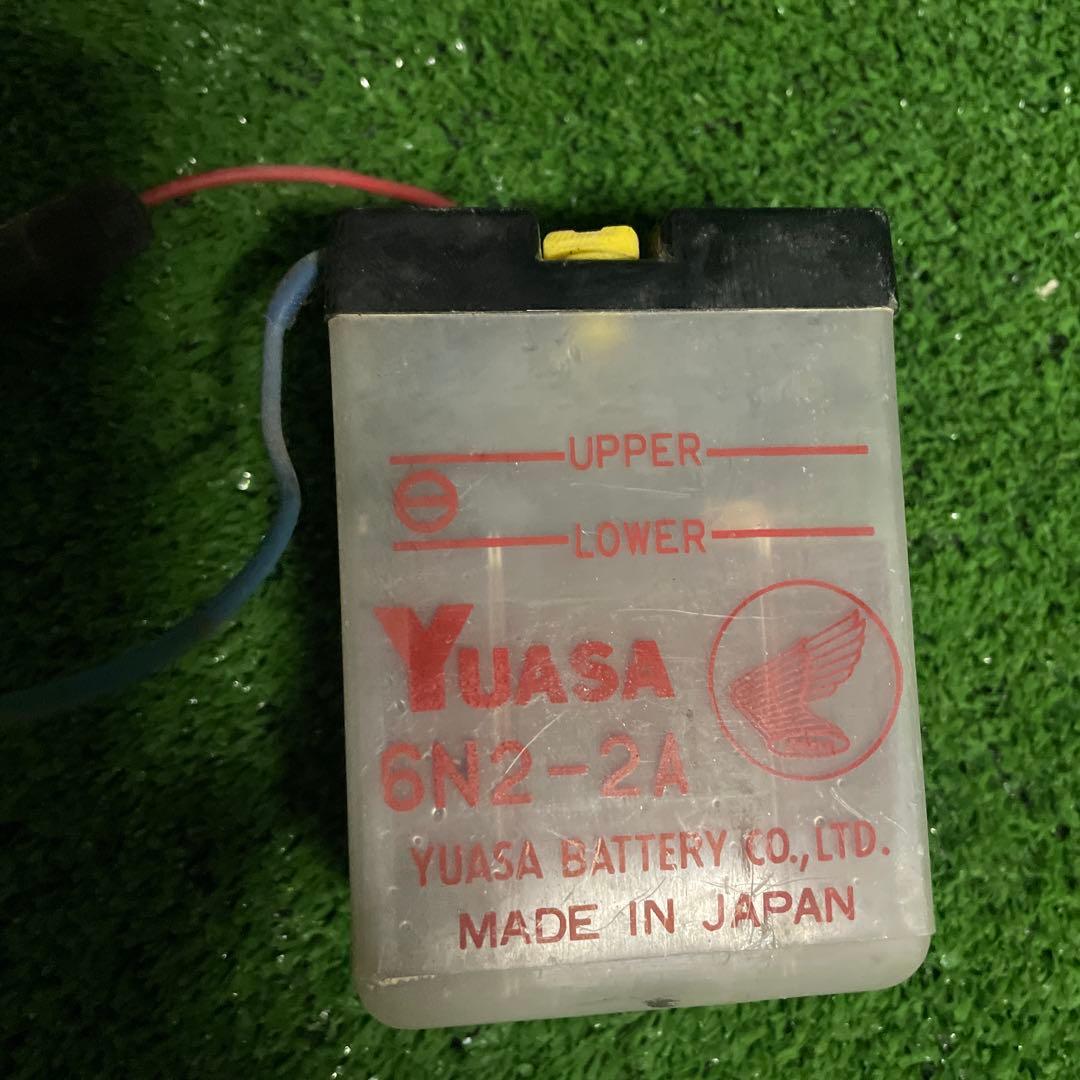 UPPER
LOWER
YUASA
6N2-2A
YUASA BATTERY CO., LTD.
MADE IN JAPAN